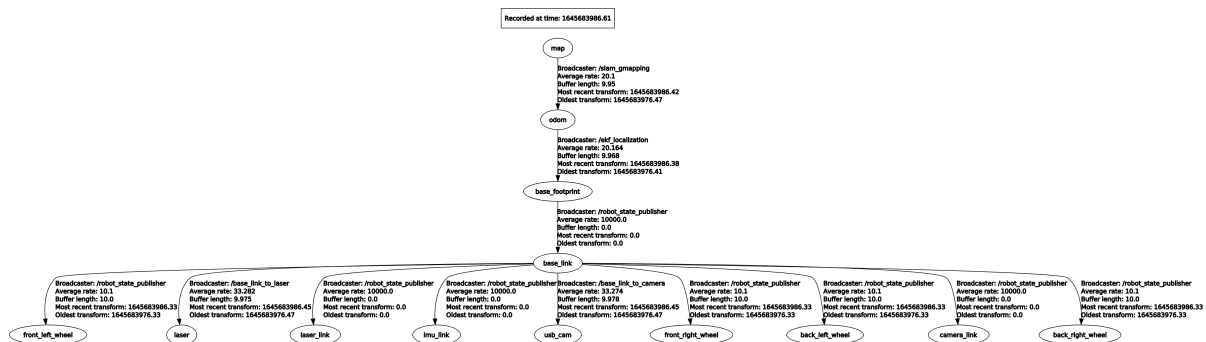 Recorded at time: 1645683986.61
map
Broadcaster: /slam_gmapping
Average rate: 20.1
Buffer length: 9.95
Most recent transform: 1645683986.42
Oldest transform: 1645683976.47
odom
Broadcaster: /ekf_localization
Average rate: 20.164
Buffer length: 9.968
Most recent transform: 1645683986.38
Oldest transform: 1645683976.41
base_footprint
Broadcaster: /robot_state_publisher
Average rate: 10000.0
Buffer length: 0.0
Most recent transform: 0.0
Oldest transform: 0.0
base_link
Broadcaster: /robot_state_publisher
Average rate: 10.1
Buffer length: 10.0
Most recent transform: 1645683986.33
Oldest transform: 1645683976.33
front_left_wheel
Broadcaster: /base_link_to_laser
Average rate: 33.282
Buffer length: 9.975
Most recent transform: 1645683986.45
Oldest transform: 1645683976.47
laser
Broadcaster: /robot_state_publisher
Average rate: 10000.0
Buffer length: 0.0
Most recent transform: 0.0
Oldest transform: 0.0
laser_link
Broadcaster: /robot_state_publisher
Average rate: 10000.0
Buffer length: 0.0
Most recent transform: 0.0
Oldest transform: 0.0
imu_link
Broadcaster: /base_link_to_camera
Average rate: 33.274
Buffer length: 9.978
Most recent transform: 1645683986.45
Oldest transform: 1645683976.47
usb_cam
Broadcaster: /robot_state_publisher
Average rate: 10.1
Buffer length: 10.0
Most recent transform: 1645683986.33
Oldest transform: 1645683976.33
front_right_wheel
Broadcaster: /robot_state_publisher
Average rate: 10.1
Buffer length: 10.0
Most recent transform: 1645683986.33
Oldest transform: 1645683976.33
back_left_wheel
Broadcaster: /robot_state_publisher
Average rate: 10000.0
Buffer length: 0.0
Most recent transform: 0.0
Oldest transform: 0.0
camera_link
Broadcaster: /robot_state_publisher
Average rate: 10.1
Buffer length: 10.0
Most recent transform: 1645683986.33
Oldest transform: 1645683976.33
back_right_wheel